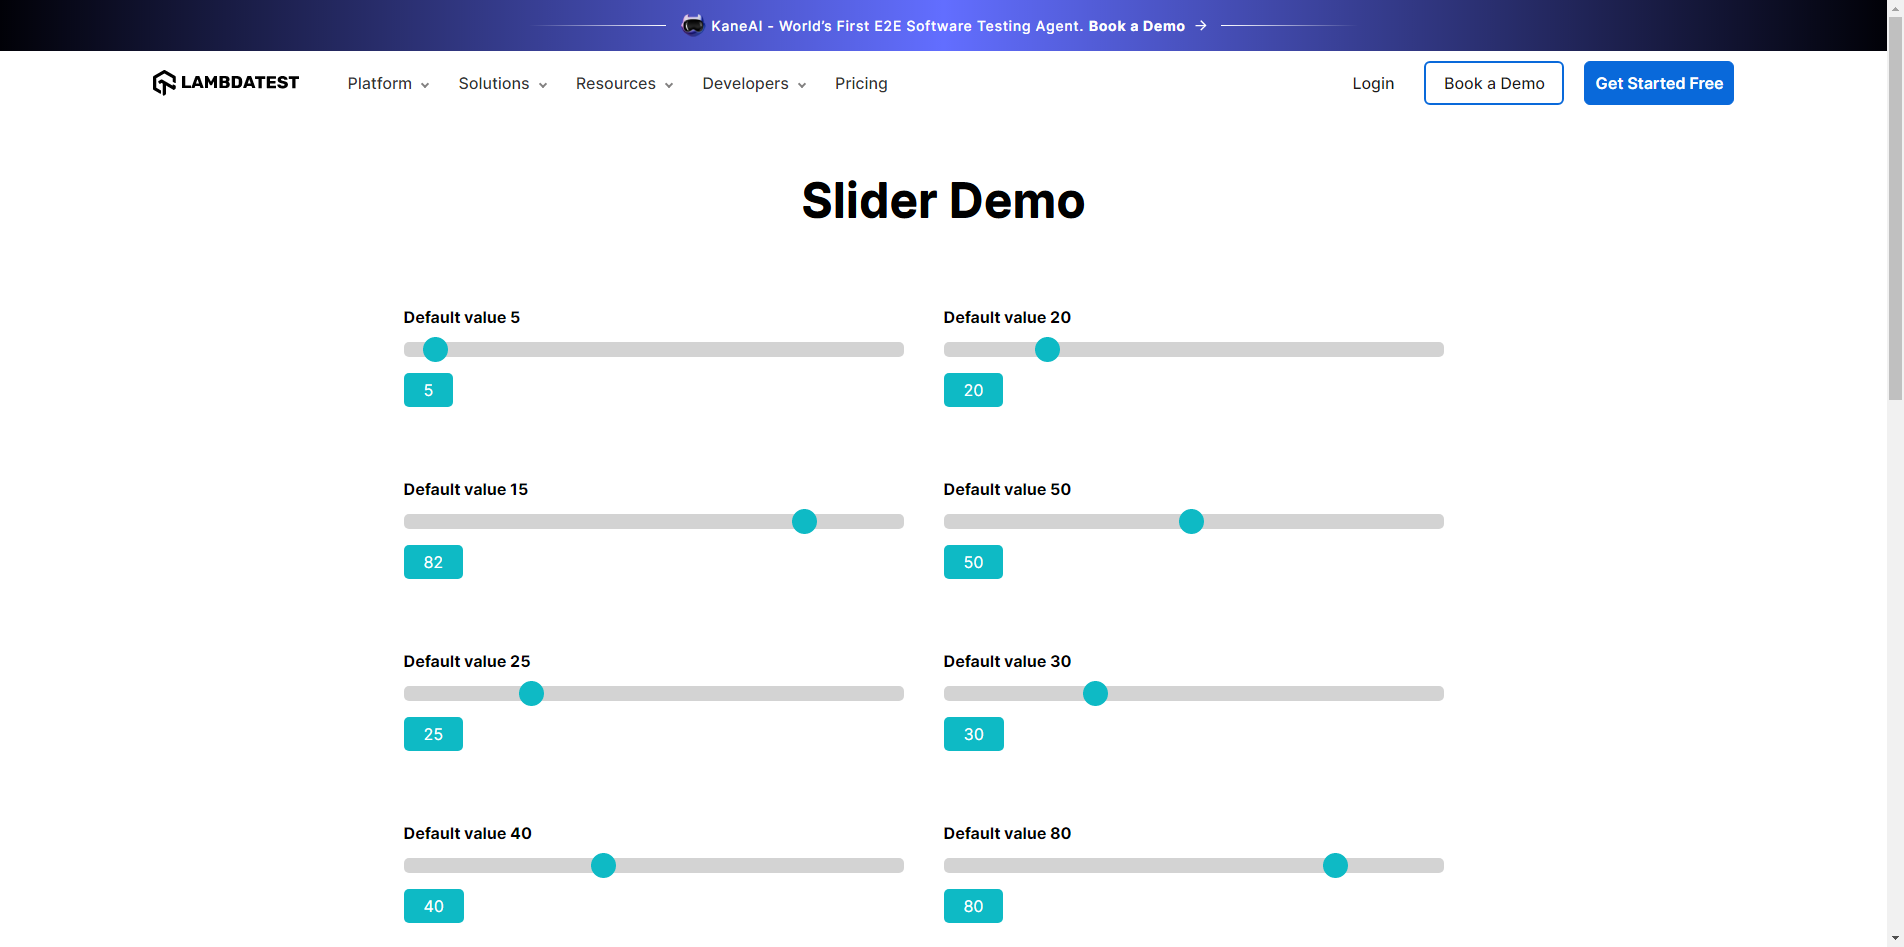 KaneAI - World's First E2E Software Testing Agent. Book a Demo →
LAMBDATEST Platform Solutions Resources Developers Pricing Login Book a Demo Get Started Free
Slider Demo
Default value 5
5
Default value 20
20
Default value 15
82
Default value 50
50
Default value 25
25
Default value 30
30
Default value 40
40
Default value 80
80